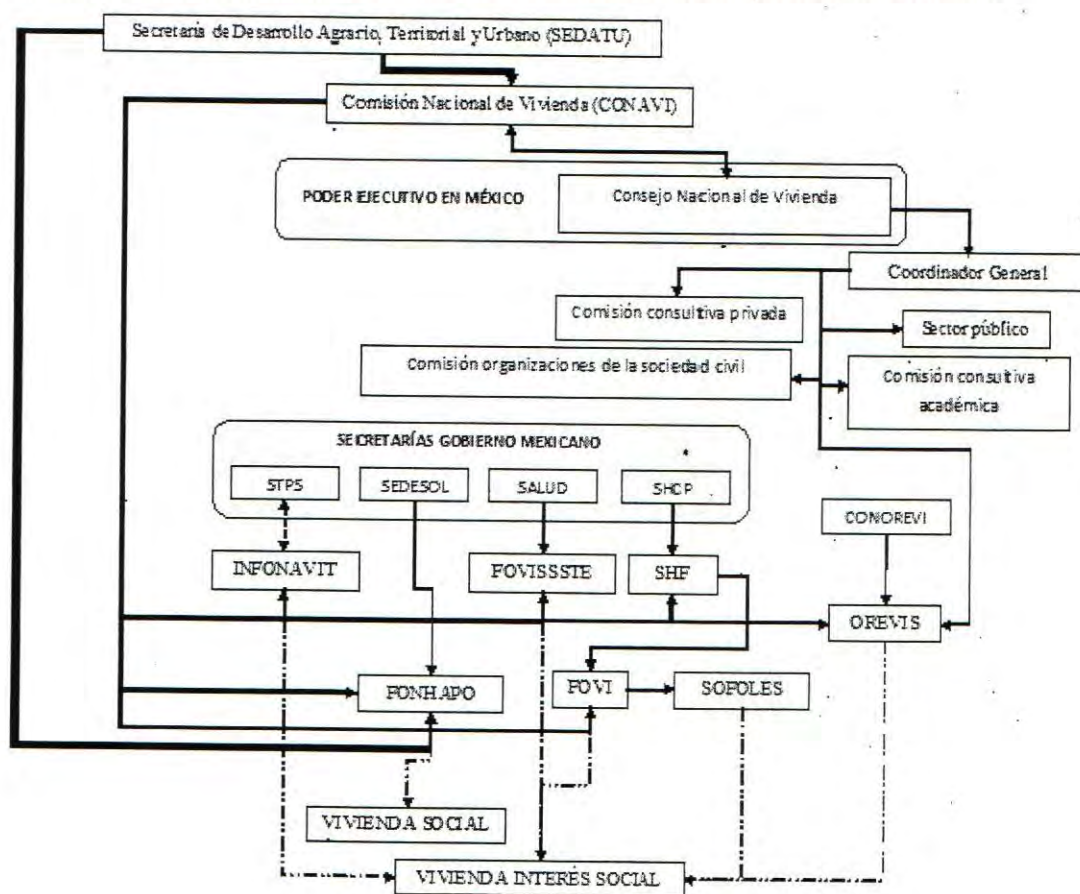 Secretaría de Desarrollo Agrario, Territorial y Urbano (SEDATU)
Comisión Nacional de Vivienda (CONAVI)
PODER EJECUTIVO EN MÉXICO
Consejo Nacional de Vivienda
Coordinador General
Comisión consultiva privada
Sector público
Comisión organizaciones de la sociedad civil
Comisión consultiva
académica
SECRETARÍAS GOBIERNO MEXICANO
STPS
SEDESOL
SALUD
SHCP
CONOREVI
INFONAVIT
FOVISSSTE
SHF
OREVIS
FONHAPO
FOVI
SOFOLES
VIVIENDA SOCIAL
VIVIENDA INTERÉS SOCIAL